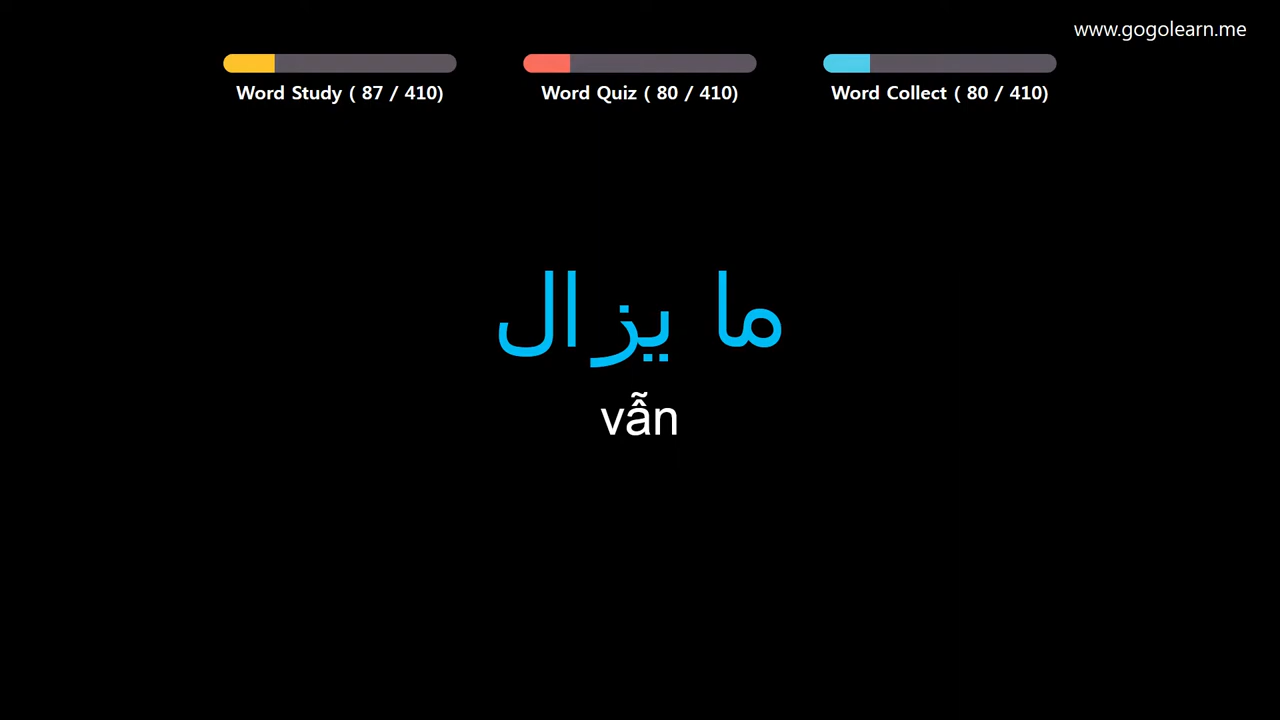 www.gogolearn.me
Word Study ( 87 / 410)
Word Quiz ( 80 / 410)
Word Collect ( 80 / 410)
ما يزال
vẫn